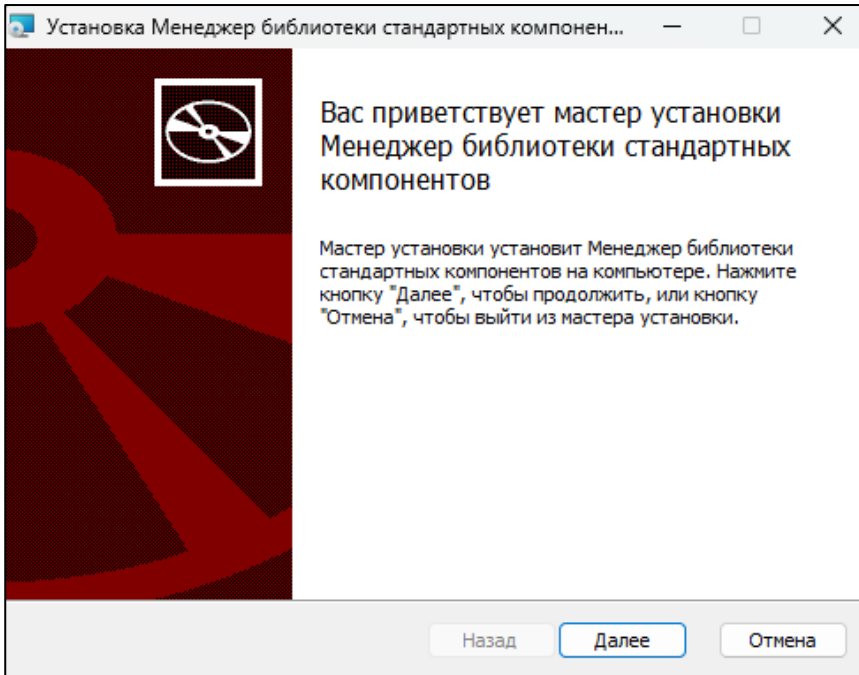 Установка Менеджер библиотеки стандартных компонен...
Вас приветствует мастер установки
Менеджер библиотеки стандартных
компонентов
Мастер установки установит Менеджер библиотеки
стандартных компонентов на компьютере. Нажмите
кнопку "Далее", чтобы продолжить, или кнопку
"Отмена", чтобы выйти из мастера установки.
Назад Далее Отмена